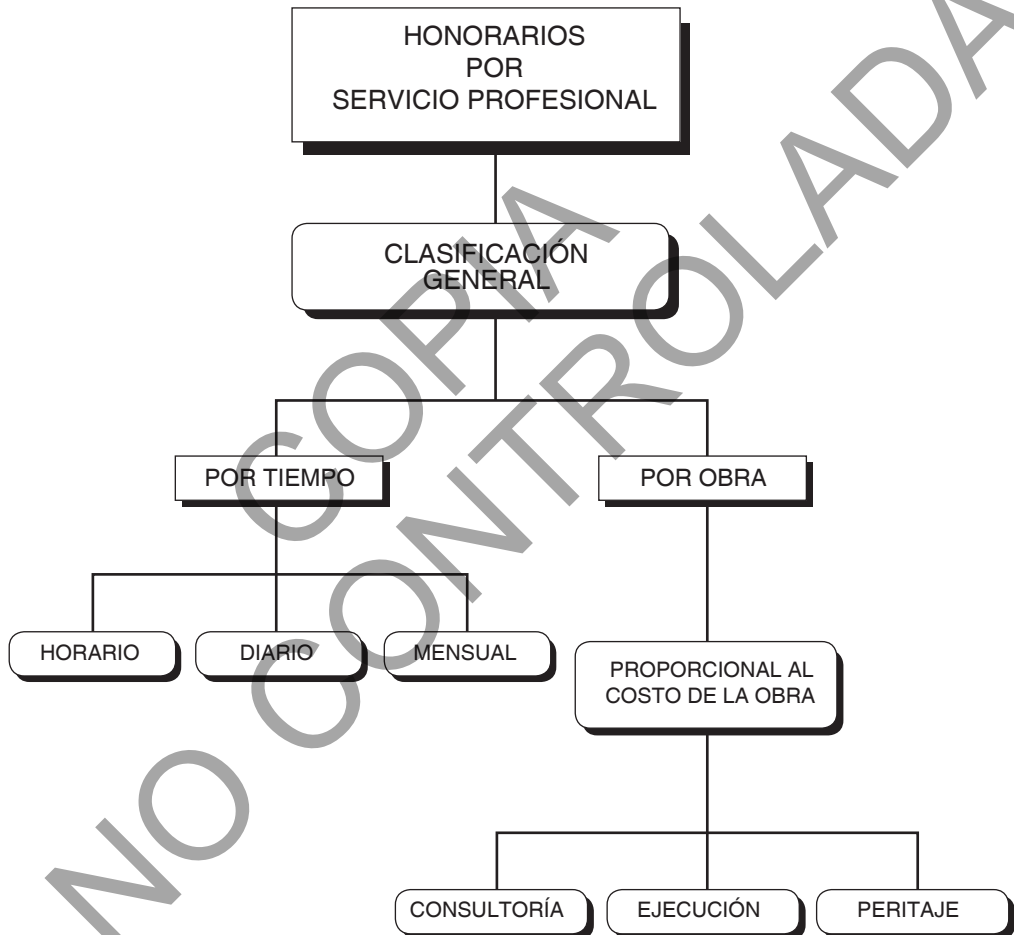 HONORARIOS
POR
SERVICIO PROFESIONAL
CLASIFICACIÓN
GENERAL
POR TIEMPO
POR OBRA
HORARIO
DIARIO
MENSUAL
PROPORCIONAL AL
COSTO DE LA OBRA
CONSULTORÍA
EJECUCIÓN
PERITAJE
COPIA
NO CONTROLADA